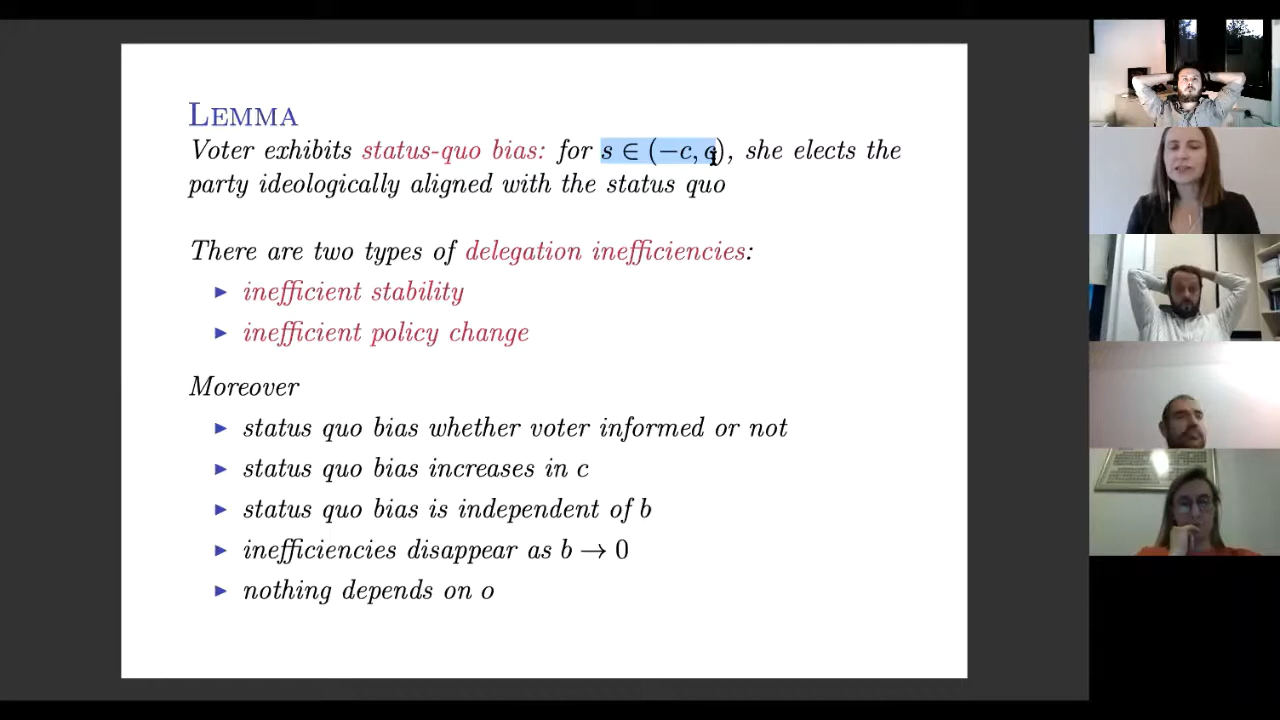 LEMMA
Voter exhibits status-quo bias: for s ∈ (−c, c), she elects the
party ideologically aligned with the status quo
There are two types of delegation inefficiencies:
▶ inefficient stability
▶ inefficient policy change
Moreover
▶ status quo bias whether voter informed or not
▶ status quo bias increases in c
▶ status quo bias is independent of b
▶ inefficiencies disappear as b → 0
▶ nothing depends on o